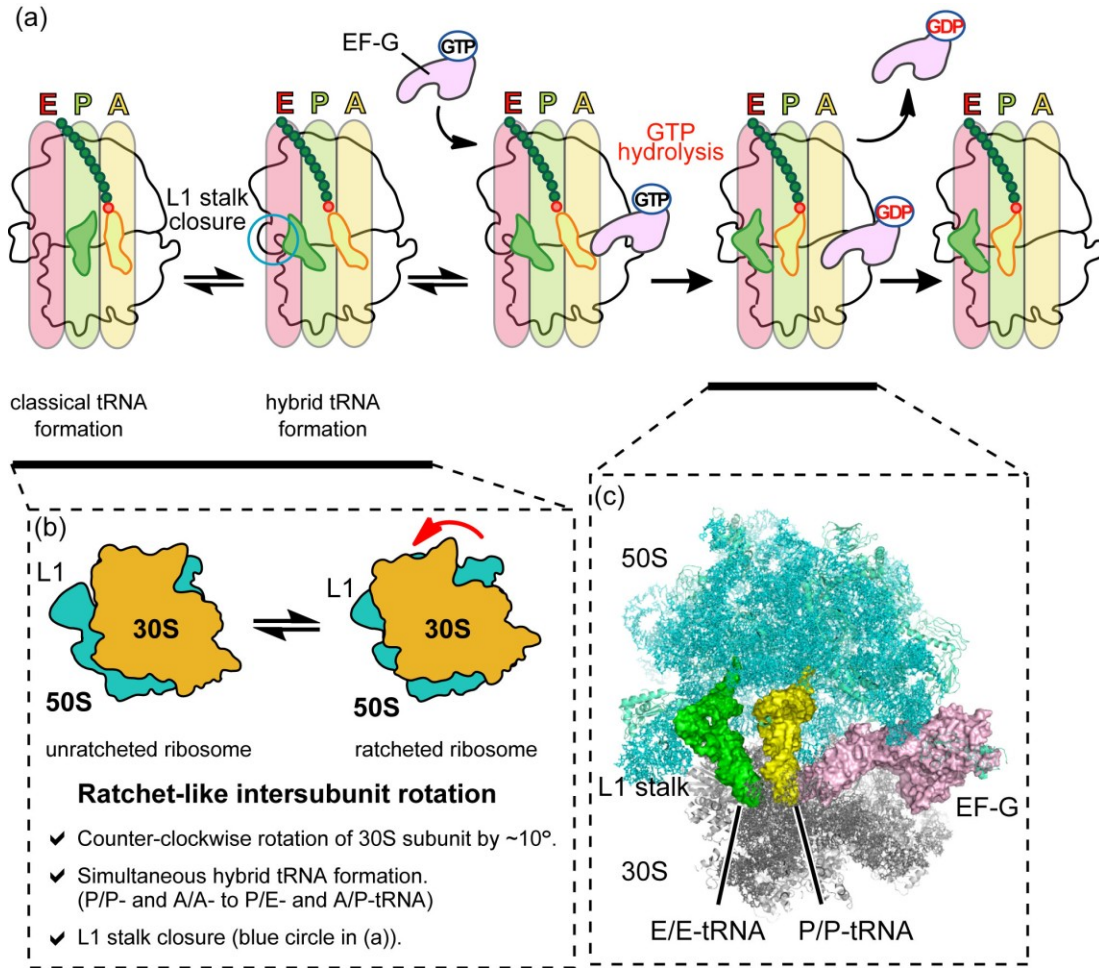 (a)
EF-G
GTP
GDP
E P A
E P A
E P A
E P A
E P A
L1 stalk
closure
GTP
hydrolysis
GTP
GDP
classical tRNA
formation
hybrid tRNA
formation
(b)
L1
30S
50S
unratcheted ribosome
L1
30S
50S
ratcheted ribosome
Ratchet-like intersubunit rotation
✓ Counter-clockwise rotation of 30S subunit by ~10°.
✓ Simultaneous hybrid tRNA formation.
(P/P- and A/A- to P/E- and A/P-tRNA)
✓ L1 stalk closure (blue circle in (a)).
(c)
50S
L1 stalk
EF-G
30S
E/E-tRNA
P/P-tRNA